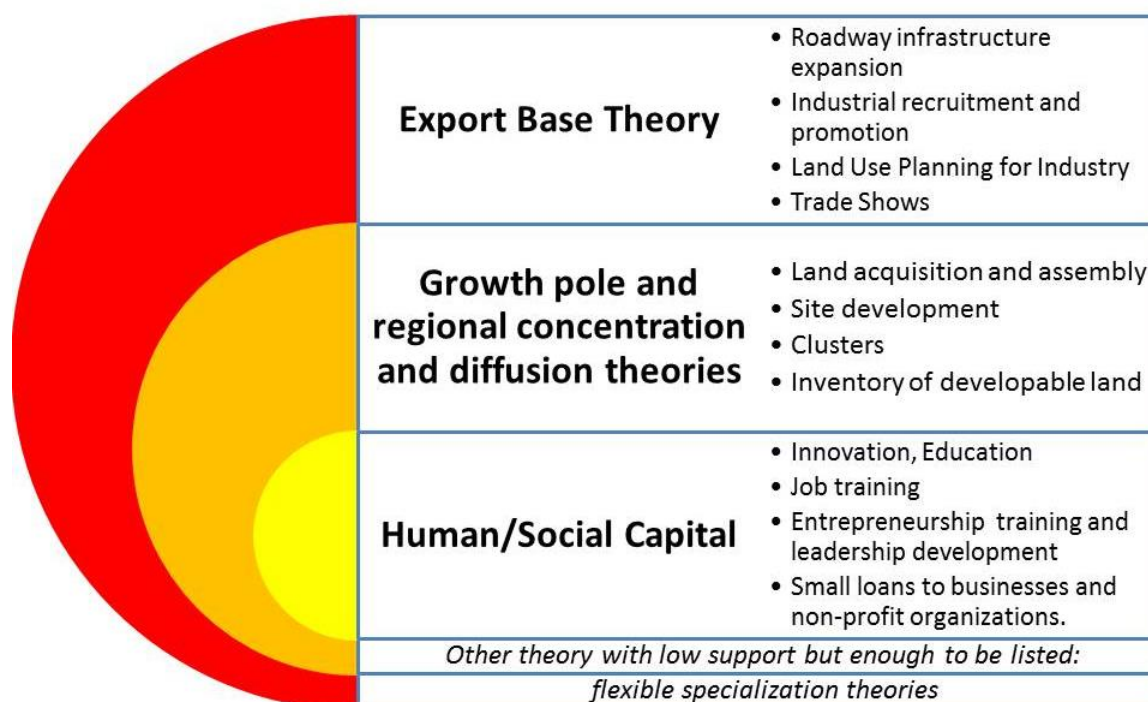 Export Base Theory
• Roadway infrastructure
expansion
• Industrial recruitment and
promotion
• Land Use Planning for Industry
• Trade Shows
Growth pole and
regional concentration
and diffusion theories
• Land acquisition and assembly
• Site development
• Clusters
• Inventory of developable land
Human/Social Capital
• Innovation, Education
• Job training
• Entrepreneurship training and
leadership development
• Small loans to businesses and
non-profit organizations.
Other theory with low support but enough to be listed:
flexible specialization theories